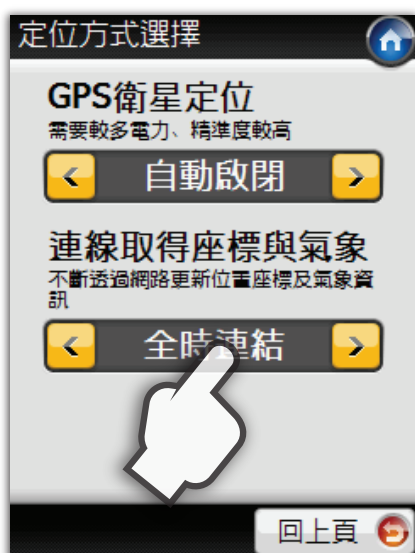 定位方式選擇
GPS衛星定位
需要較多電力、精準度較高
自動啟閉
連線取得座標與氣象
不斷透過網路更新位置座標及氣象資
訊
全時連結
回上頁